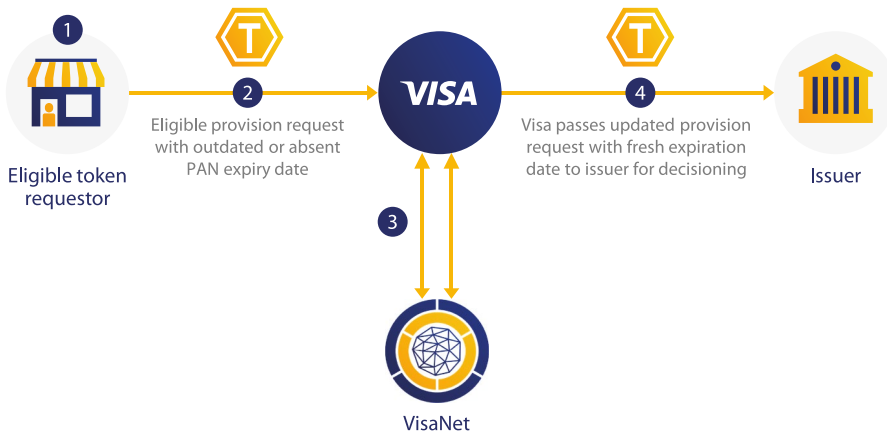 1
T
T
2
VISA
4
Eligible provision request
with outdated or absent
PAN expiry date
Visa passes updated provision
request with fresh expiration
date to issuer for decisioning
Eligible token
requestor
Issuer
3
VisaNet